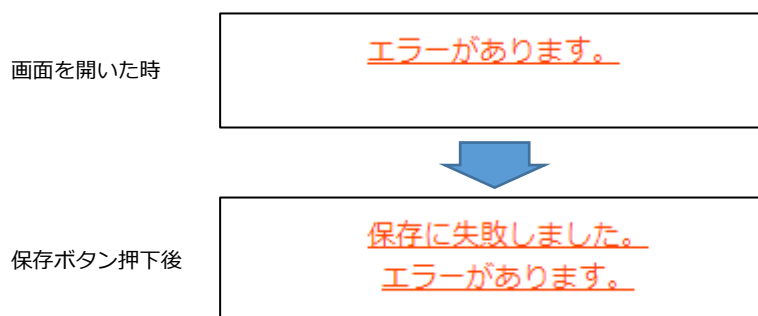 画面を開いた時
エラーがあります。
保存ボタン押下後
保存に失敗しました。
エラーがあります。